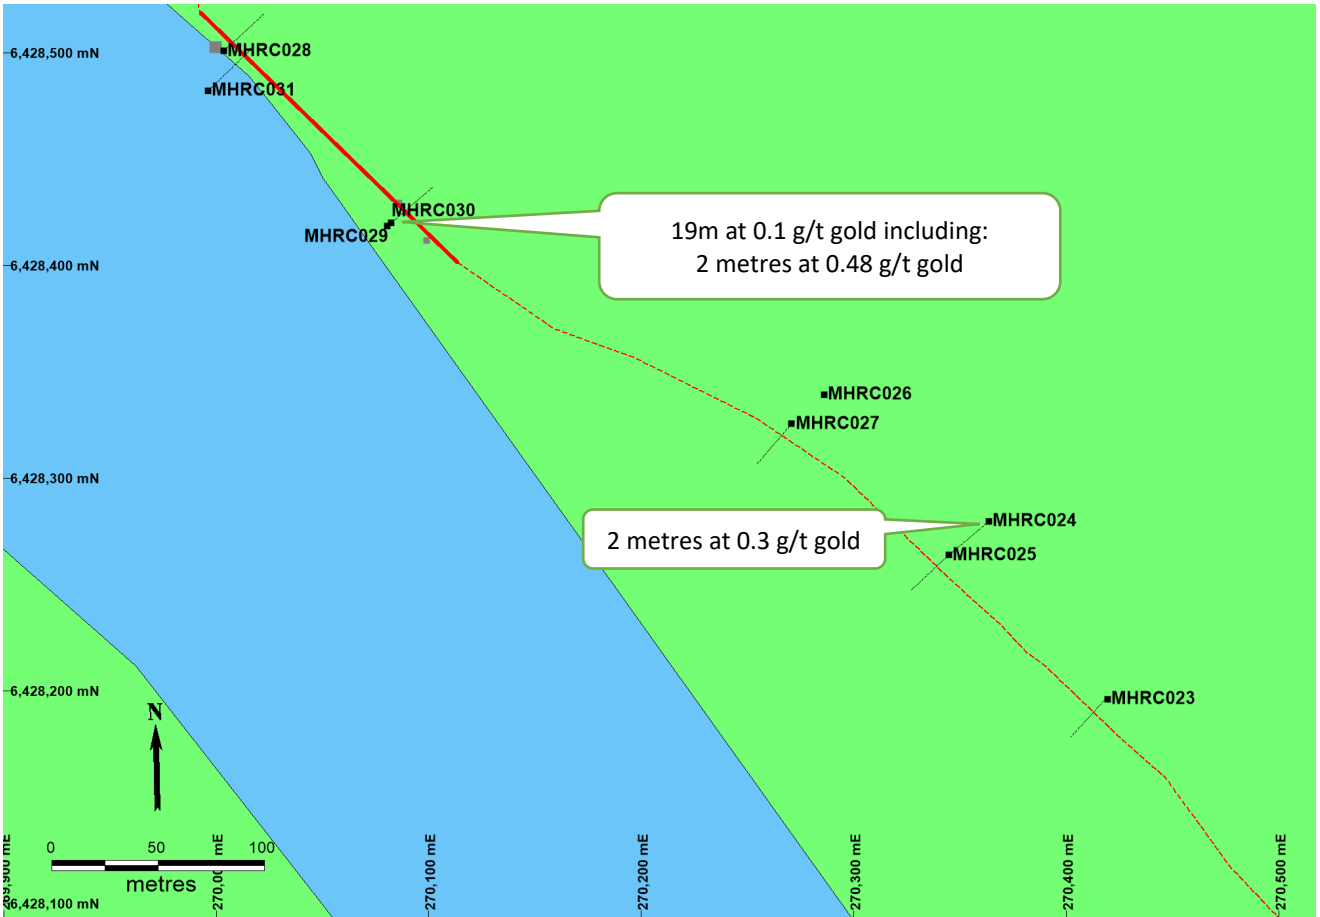 6,428,500 mN
MHRC028
MHRC031
MHRC030
MHRC029
19m at 0.1 g/t gold including:
2 metres at 0.48 g/t gold
6,428,400 mN
MHRC026
MHRC027
6,428,300 mN
MHRC024
2 metres at 0.3 g/t gold
MHRC025
6,428,200 mN
MHRC023
N
0 50 100
metres
6,428,100 mN
270,100 mE
270,200 mE
270,300 mE
270,400 mE
270,500 mE